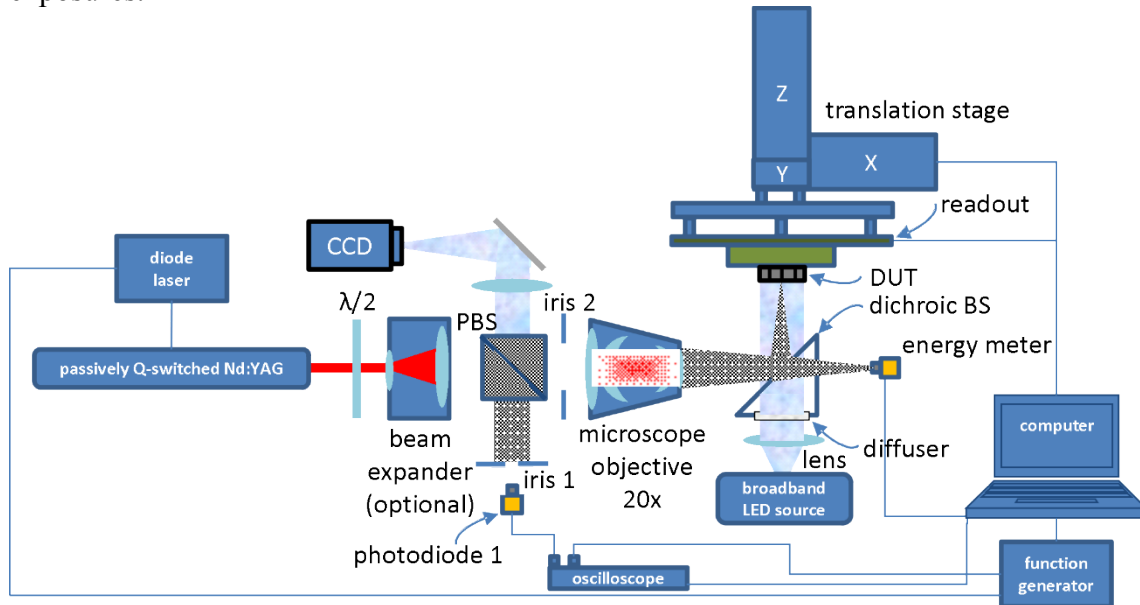 exposures.
Z
translation stage
X
Y
readout
CCD
diode
laser
DUT
λ/2
PBS
iris 2
dichroic BS
energy meter
passively Q-switched Nd:YAG
beam
expander
(optional)
iris 1
microscope
objective
20x
lens
diffuser
computer
broadband
LED source
photodiode 1
oscilloscope
function
generator